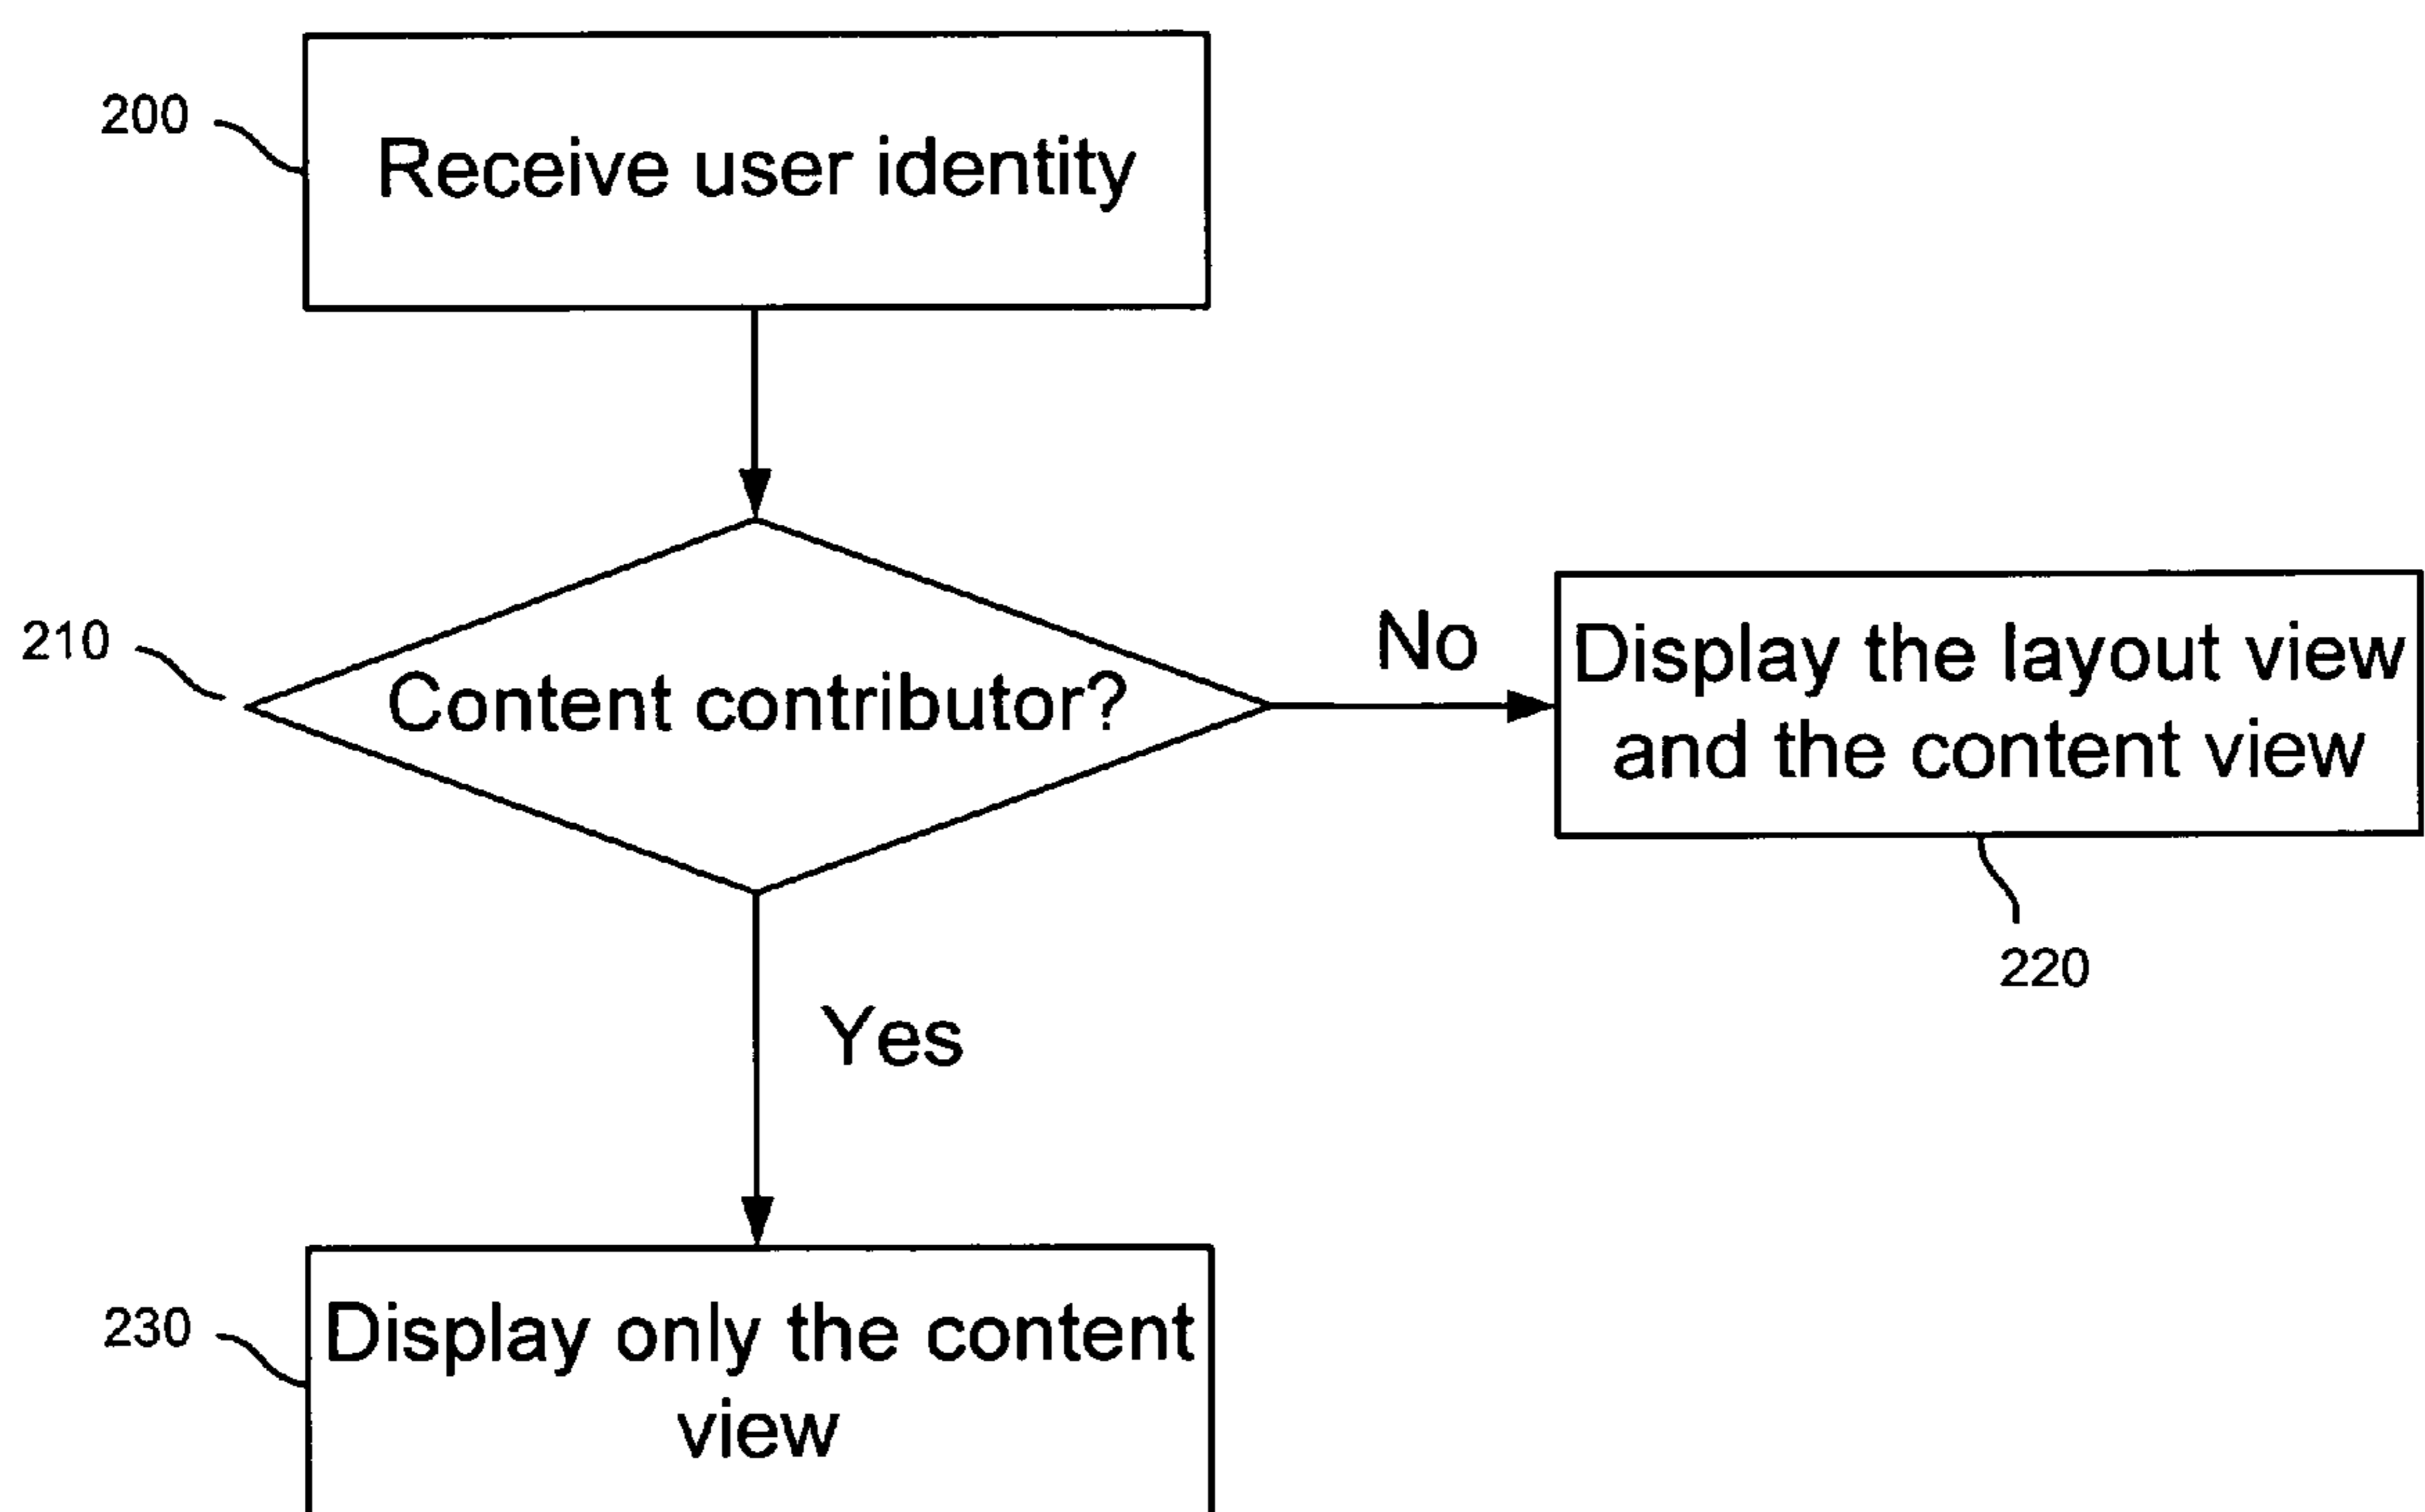 200
Receive user identity
210
Content contributor?
No
Display the layout view
and the content view
220
Yes
230
Display only the content
view